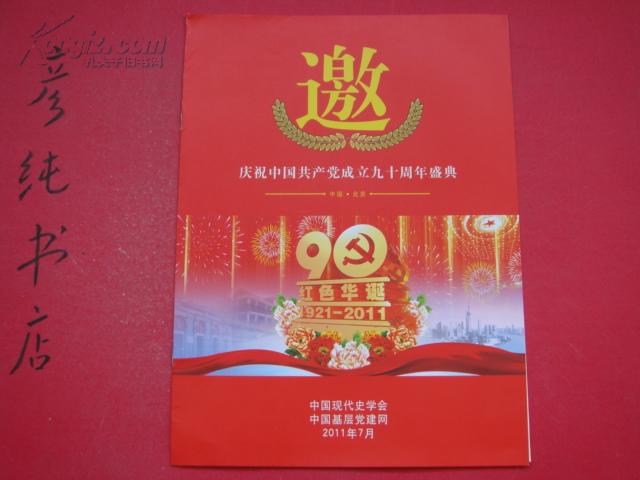 Kongfz.com
孔夫子旧书网
彦纯书店
邀
庆祝中国共产党成立九十周年盛典
中国 • 北京
90
红色华诞
1921-2011
中国现代史学会
中国基层党建网
2011年7月